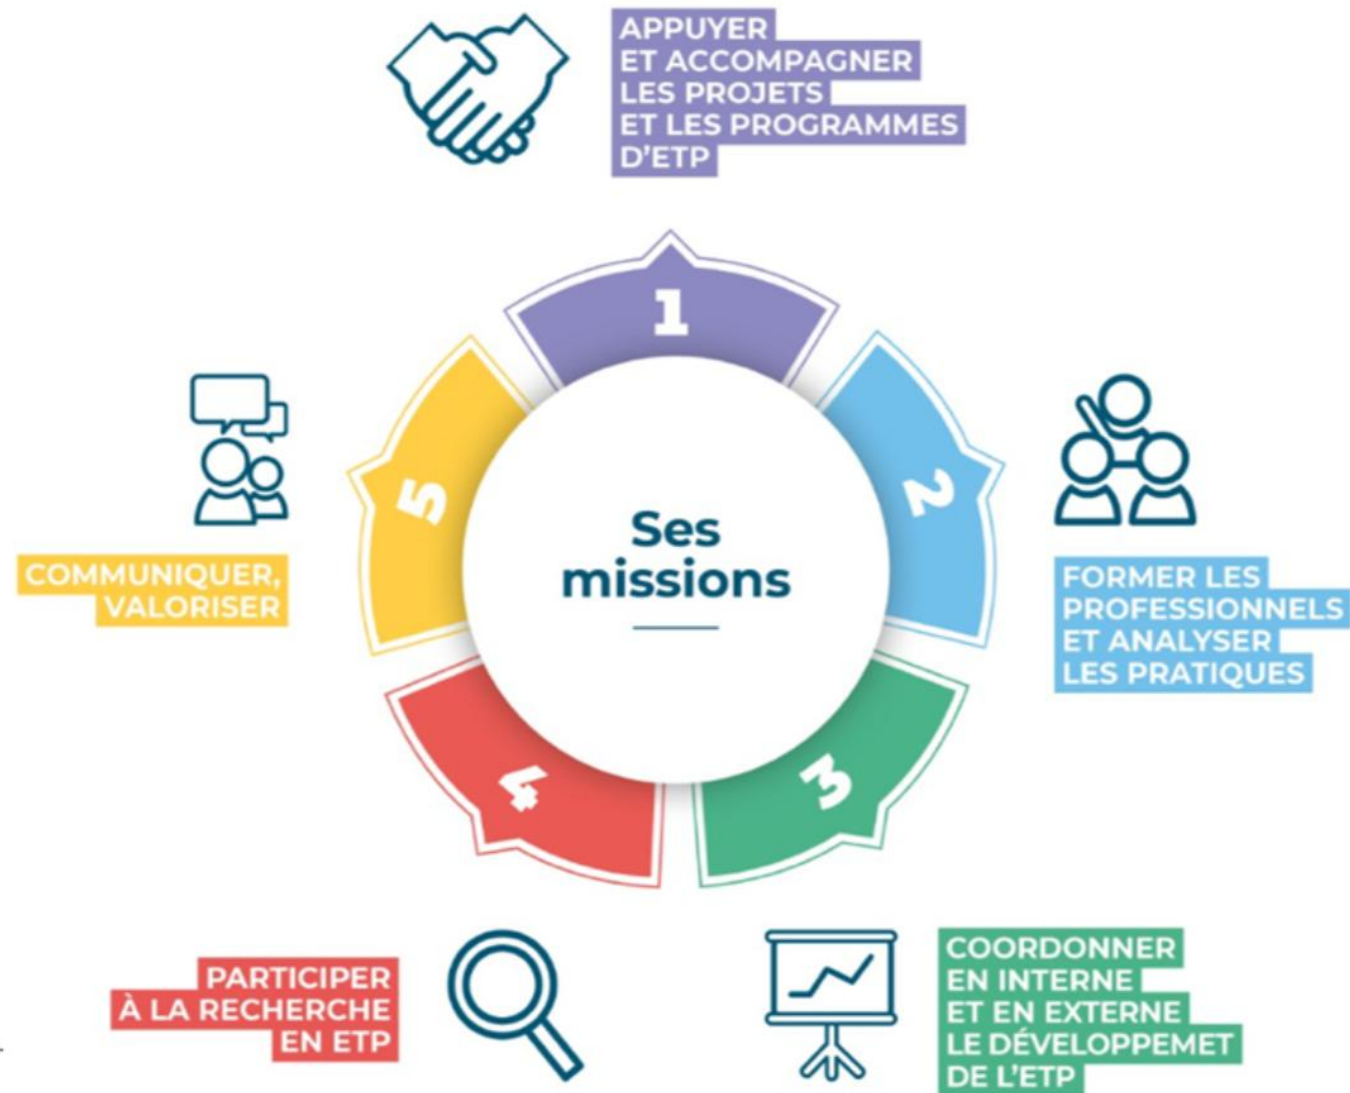 APPUYER
ET ACCOMPAGNER
LES PROJETS
ET LES PROGRAMMES
D'ETP
1
2
3
4
5
Ses
missions
FORMER LES
PROFESSIONNELS
ET ANALYSER
LES PRATIQUES
COORDONNER
EN INTERNE
ET EN EXTERNE
LE DÉVELOPPEMET
DE L'ETP
PARTICIPER
À LA RECHERCHE
EN ETP
COMMUNIQUER,
VALORISER